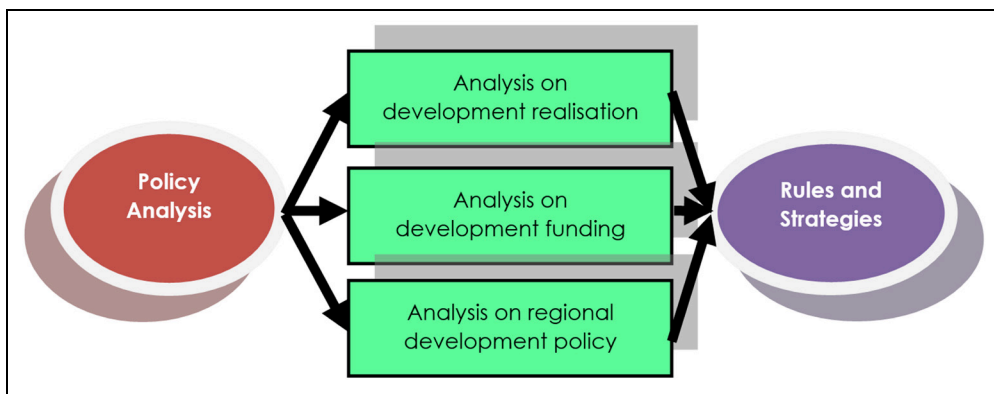 Policy
Analysis
Analysis on
development realisation
Analysis on
development funding
Analysis on regional
development policy
Rules and
Strategies